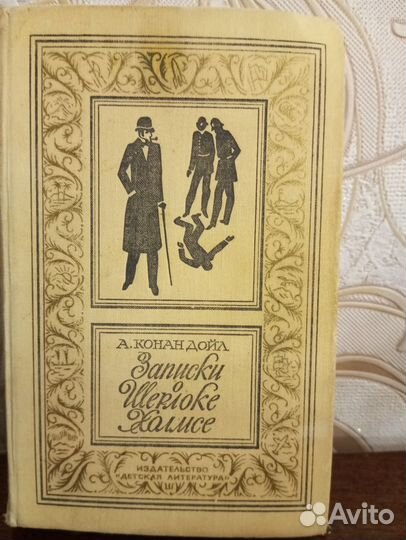 А. КОНАН ДОЙЛ
Записки
о
Шерлоке
Холмсе
ИЗДАТЕЛЬСТВО
"ДЕТСКАЯ ЛИТЕРАТУРА"
Avito